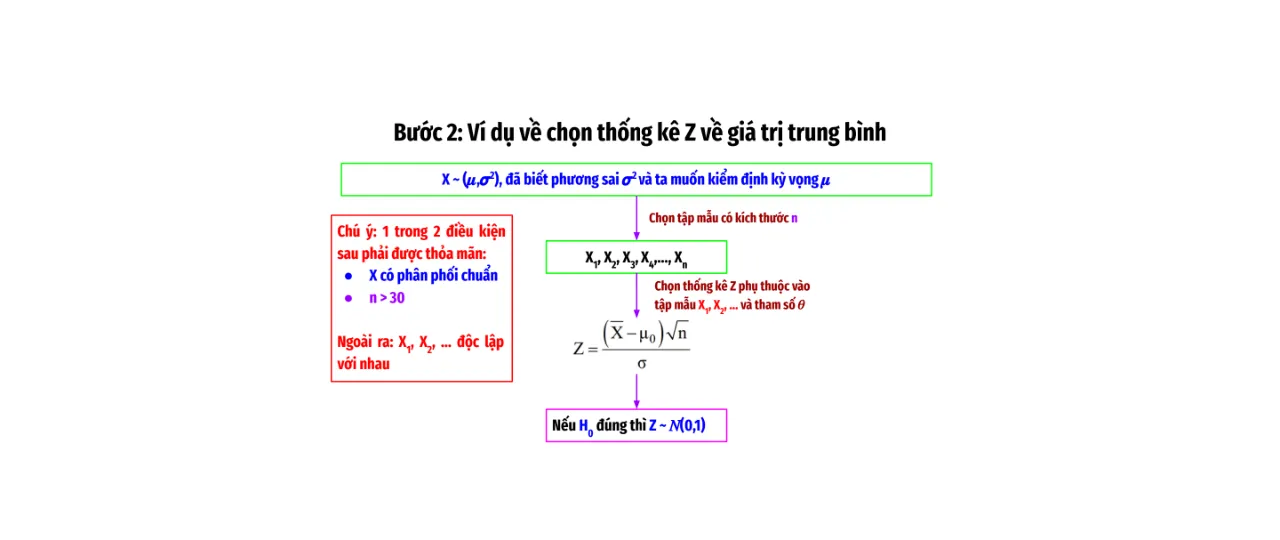 Bước 2: Ví dụ về chọn thống kê Z về giá trị trung bình
X ~ (μ,σ²), đã biết phương sai σ² và ta muốn kiểm định kỳ vọng μ
Chọn tập mẫu có kích thước n
Chú ý: 1 trong 2 điều kiện
sau phải được thỏa mãn:
● X có phân phối chuẩn
● n > 30
Ngoài ra: X₁, X₂, ... độc lập
với nhau
X₁, X₂, X₃, X₄,..., Xₙ
Chọn thống kê Z phụ thuộc vào
tập mẫu X₁, X₂, ... và tham số θ
Z = (X̅ − μ₀)√n / σ
Nếu H₀ đúng thì Z ~ N(0,1)